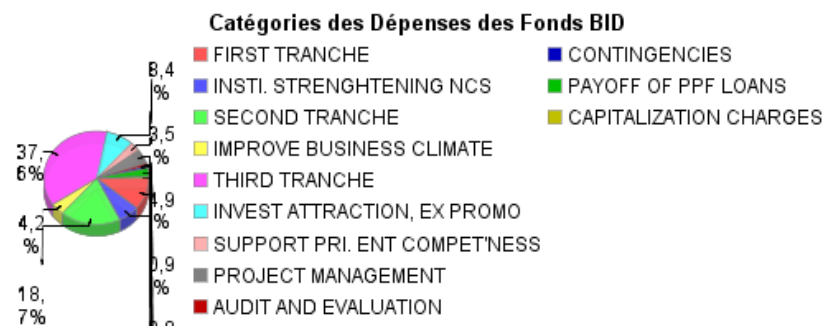 Catégories des Dépenses des Fonds BID
FIRST TRANCHE
INSTI. STRENGHTENING NCS
SECOND TRANCHE
IMPROVE BUSINESS CLIMATE
THIRD TRANCHE
INVEST ATTRACTION, EX PROMO
SUPPORT PRI. ENT COMPET'NESS
PROJECT MANAGEMENT
AUDIT AND EVALUATION
CONTINGENCIES
PAYOFF OF PPF LOANS
CAPITALIZATION CHARGES
8,4
%
3,5
%
4,9
%
0,9
%
37,
6%
4,2
%
18,
7%